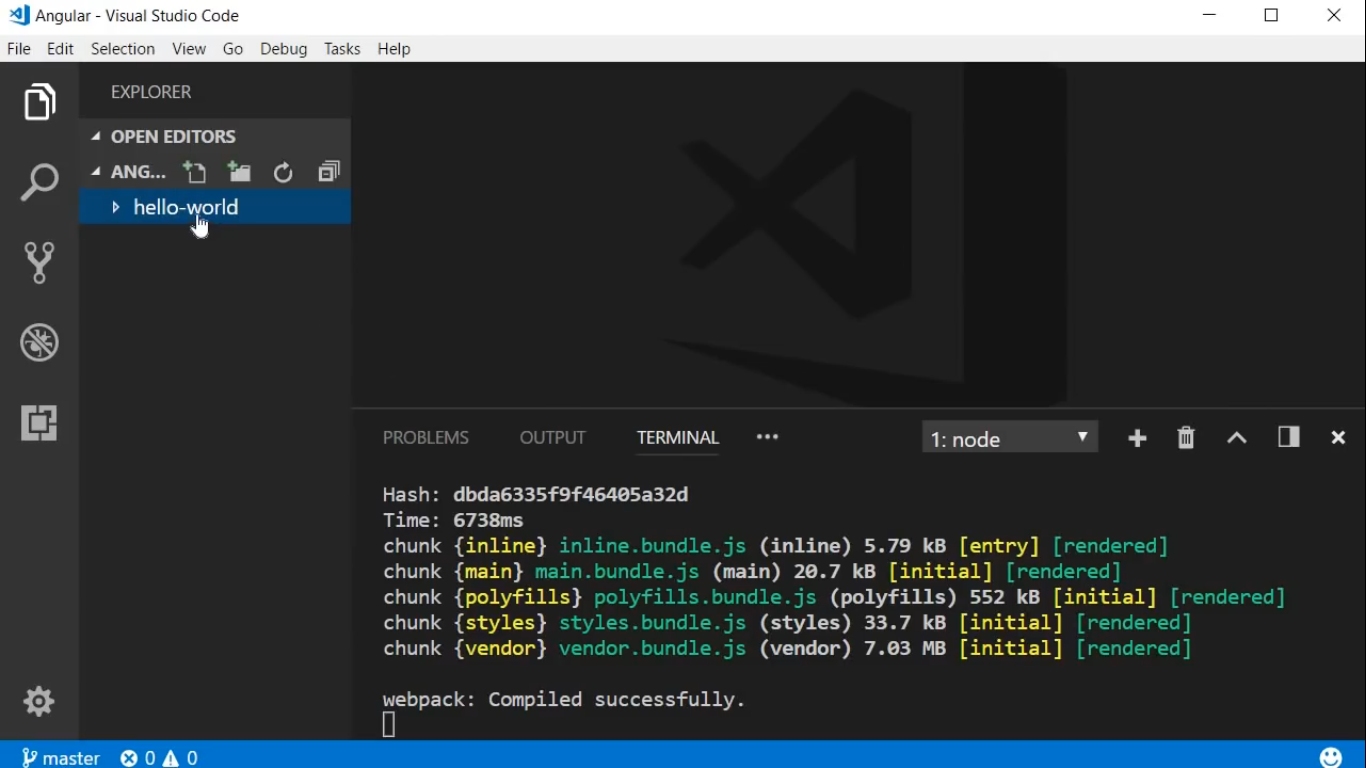 Angular - Visual Studio Code
File Edit Selection View Go Debug Tasks Help
EXPLORER
OPEN EDITORS
ANG...
hello-world
PROBLEMS OUTPUT TERMINAL ••• 1: node
Hash: dbda6335f9f46405a32d
Time: 6738ms
chunk {inline} inline.bundle.js (inline) 5.79 kB [entry] [rendered]
chunk {main} main.bundle.js (main) 20.7 kB [initial] [rendered]
chunk {polyfills} polyfills.bundle.js (polyfills) 552 kB [initial] [rendered]
chunk {styles} styles.bundle.js (styles) 33.7 kB [initial] [rendered]
chunk {vendor} vendor.bundle.js (vendor) 7.03 MB [initial] [rendered]
webpack: Compiled successfully.
master 0 0